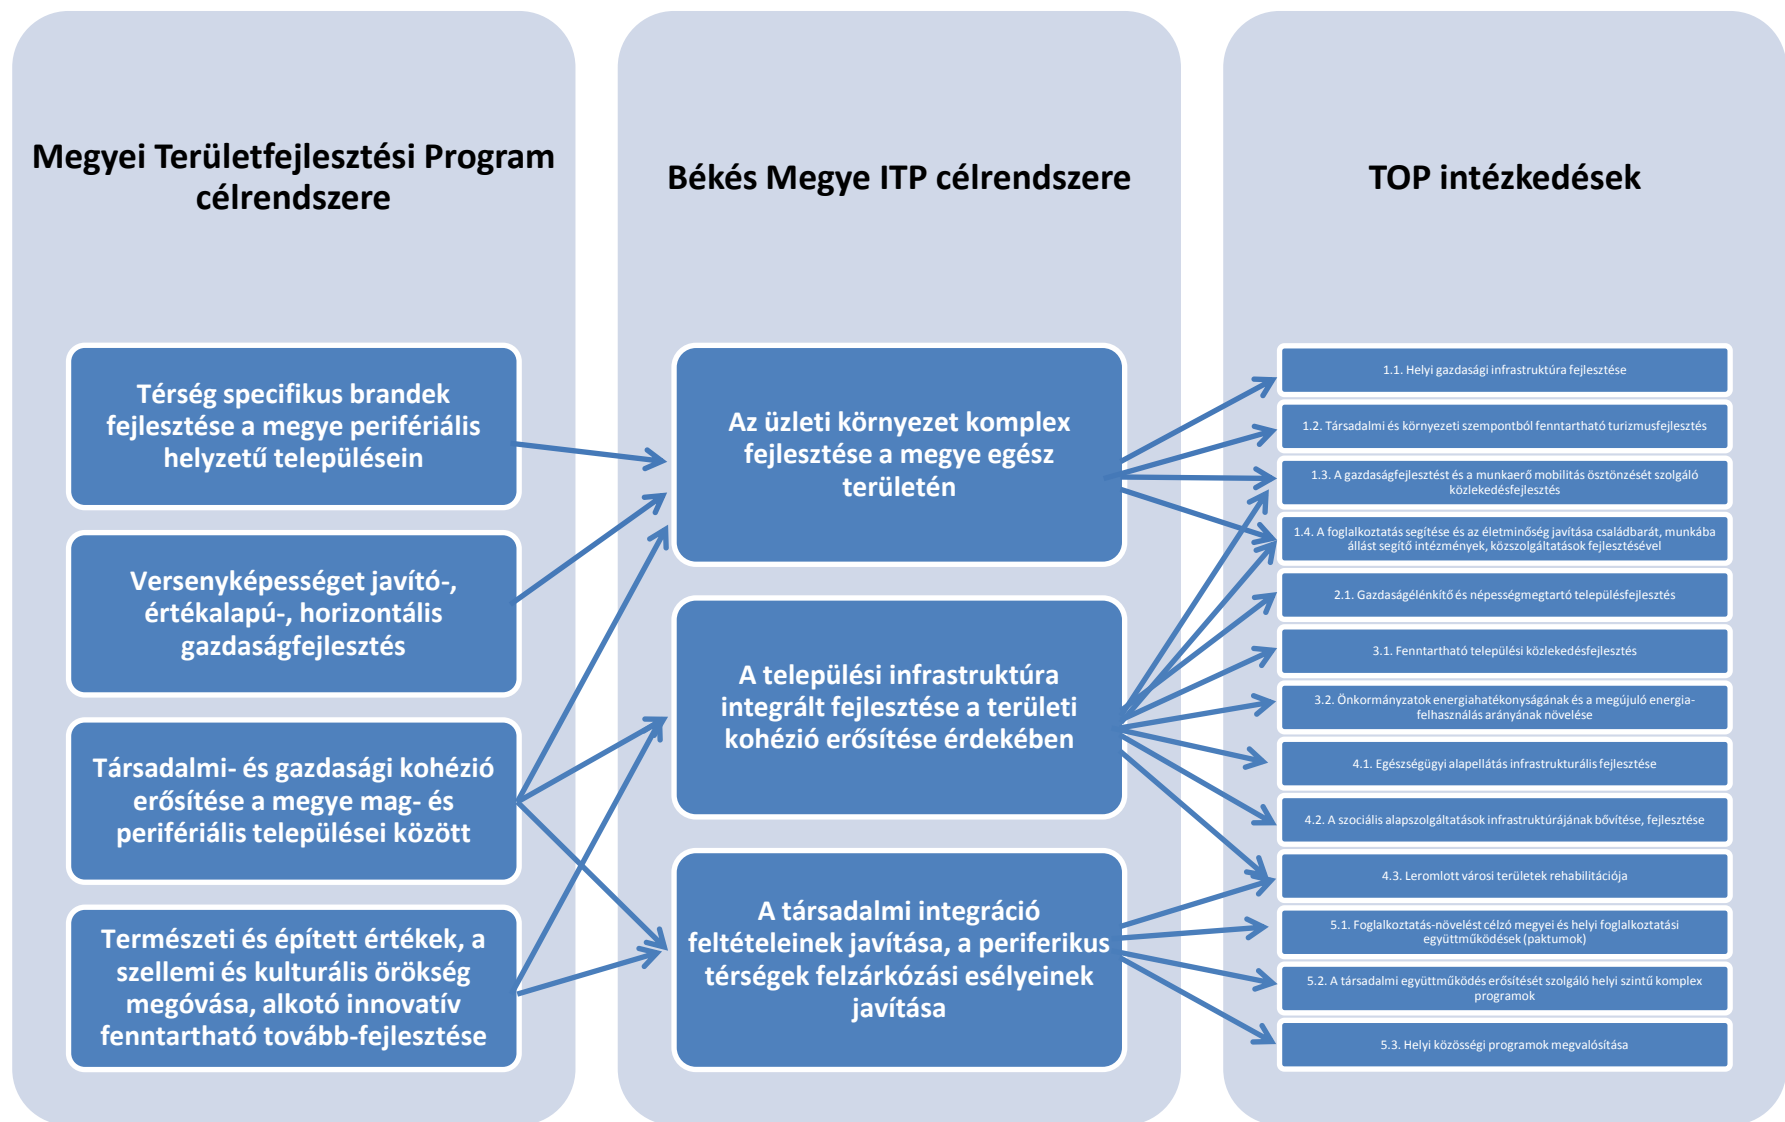 Megyei Területfejlesztési Program
célrendszere
Térség specifikus brandek
fejlesztése a megye perifériális
helyzetű településein
Versenyképességet javító-,
értékalapú-, horizontális
gazdaságfejlesztés
Társadalmi- és gazdasági kohézió
erősítése a megye mag- és
perifériális települései között
Természeti és épített értékek, a
szellemi és kulturális örökség
megóvása, alkotó innovatív
fenntartható tovább-fejlesztése
Békés Megye ITP célrendszere
Az üzleti környezet komplex
fejlesztése a megye egész
területén
A települési infrastruktúra
integrált fejlesztése a területi
kohézió erősítése érdekében
A társadalmi integráció
feltételeinek javítása, a periferikus
térségek felzárkózási esélyeinek
javítása
TOP intézkedések
1.1. Helyi gazdasági infrastruktúra fejlesztése
1.2. Társadalmi és környezeti szempontból fenntartható turizmusfejlesztés
1.3. A gazdaságfejlesztést és a munkaerő mobilitás ösztönzését szolgáló
közlekedésfejlesztés
1.4. A foglalkoztatás segítése és az életminőség javítása családbarát, munkába
állást segítő intézmények, közszolgáltatások fejlesztésével
2.1. Gazdaságélénkítő és népességmegtartó településfejlesztés
3.1. Fenntartható települési közlekedésfejlesztés
3.2. Önkormányzatok energiahatékonyságának és a megújuló energia-
felhasználás arányának növelése
4.1. Egészségügyi alapellátás infrastrukturális fejlesztése
4.2. A szociális alapszolgáltatások infrastruktúrájának bővítése, fejlesztése
4.3. Leromlott városi területek rehabilitációja
5.1. Foglalkoztatás-növelést célzó megyei és helyi foglalkoztatási
együttműködések (paktumok)
5.2. A társadalmi együttműködés erősítését szolgáló helyi szintű komplex
programok
5.3. Helyi közösségi programok megvalósítása